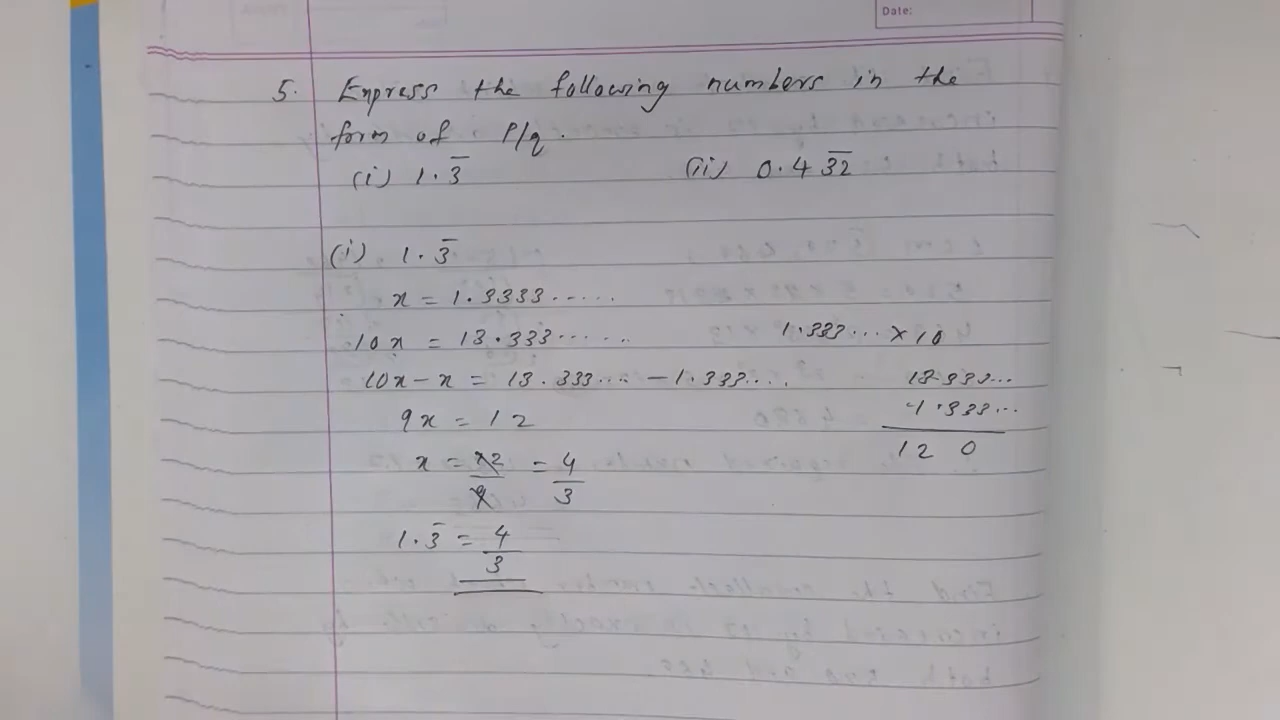 Date:
5. Express the following numbers in the
form of P/q.
(i) 1.3̅ (ii) 0.43̅2̅
(i) 1.3̅
x = 1.3333.....
10x = 13.333...... 1.333... × 10
10x - x = 13.333.... - 1.333.... 13.333...
9x = 12 -1.333...
x = 12/9 = 4/3 12 0
1.3̅ = 4/3